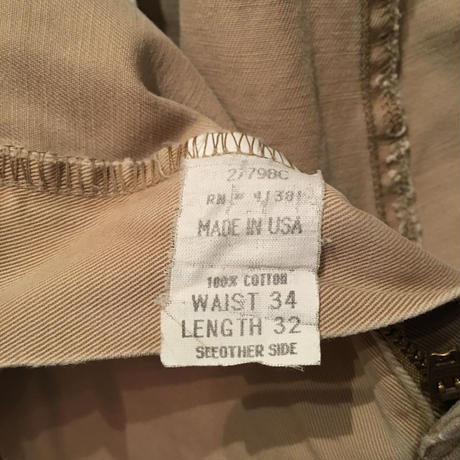 27798C
RN 41381
MADE IN USA
100% COTTON
WAIST 34
LENGTH 32
SEE OTHER SIDE